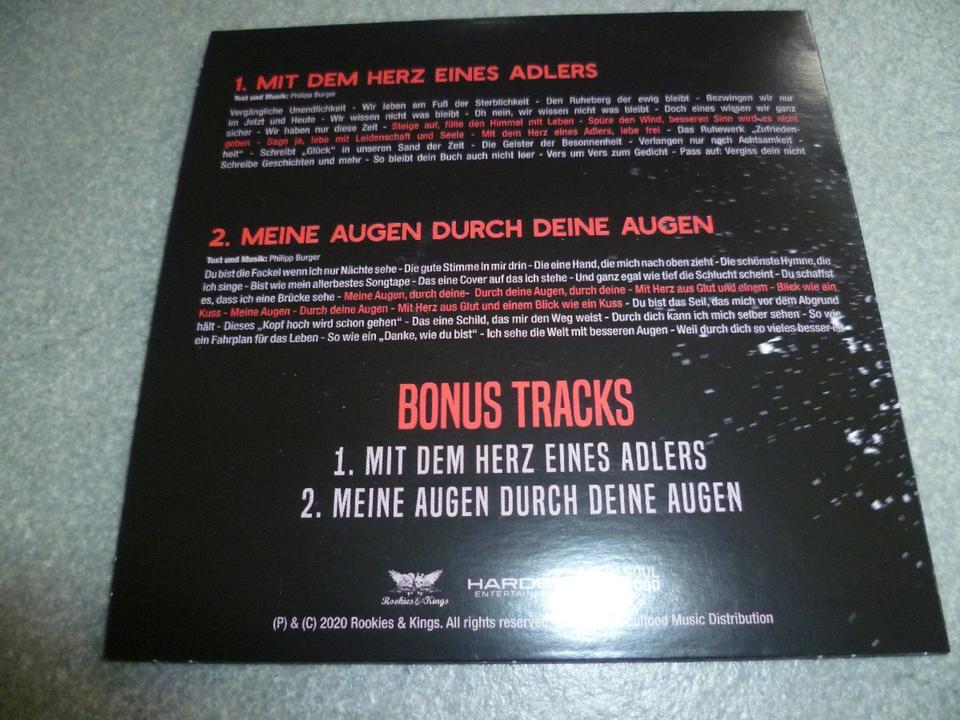 1. MIT DEM HERZ EINES ADLERS
Text und Musik: Philipp Burger
Vergängliche Unendlichkeit - Wir leben am Fuß der Sterblichkeit - Den Ruheberg der ewig bleibt - Bezwingen wir nur
im Jetzt und Heute - Wir wissen nicht was bleibt - Oh nein, wir wissen nicht was bleibt - Doch eines wissen wir ganz
sicher - Wir haben nur diese Zeit - Steige auf, fülle den Himmel mit Leben - Spüre den Wind, besseren Sinn wird es nicht
geben - Sage ja, lebe mit Leidenschaft und Seele - Mit dem Herz eines Adlers, lebe frei - Das Ruhewerk „Zufrieden-
heit“ - Schreibt „Glück“ in unseren Sand der Zeit - Die Geister der Besonnenheit - Verlangen nur nach Achtsamkeit -
Schreibe Geschichten und mehr - So bleibt dein Buch auch nicht leer - Vers um Vers zum Gedicht - Pass auf: Vergiss dein nicht
2. MEINE AUGEN DURCH DEINE AUGEN
Text und Musik: Philipp Burger
Du bist die Fackel wenn ich nur Nächte sehe - Die gute Stimme in mir drin - Die eine Hand, die mich nach oben zieht - Die schönste Hymne, die
ich singe - Bist wie mein allerbestes Songtape - Das eine Cover auf das ich stehe - Und ganz egal wie tief die Schlucht scheint - Du schaffst
es, dass ich eine Brücke sehe - Meine Augen, durch deine- Durch deine Augen, durch deine - Mit Herz aus Glut und einem - Blick wie ein
Kuss - Meine Augen - Durch deine Augen - Mit Herz aus Glut und einem Blick wie ein Kuss - Du bist das Seil, das mich vor dem Abgrund
hält - Dieses „Kopf hoch wird schon gehen“ - Das eine Schild, das mir den Weg weist - Durch dich kann ich mich selber sehen - So wie
ein Fahrplan für das Leben - So wie ein „Danke, wie du bist“ - Ich sehe die Welt mit besseren Augen - Weil durch dich so vieles besser ist
BONUS TRACKS
1. MIT DEM HERZ EINES ADLERS
2. MEINE AUGEN DURCH DEINE AUGEN
Rookies & Kings
(P) & (C) 2020 Rookies & Kings. All rights reserved Music Distribution